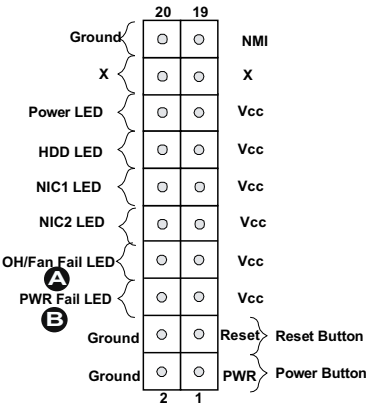 20 19
Ground NMI
X X
Power LED Vcc
HDD LED Vcc
NIC1 LED Vcc
NIC2 LED Vcc
OH/Fan Fail LED Vcc
A
PWR Fail LED Vcc
B
Ground Reset Reset Button
Ground PWR Power Button
2 1